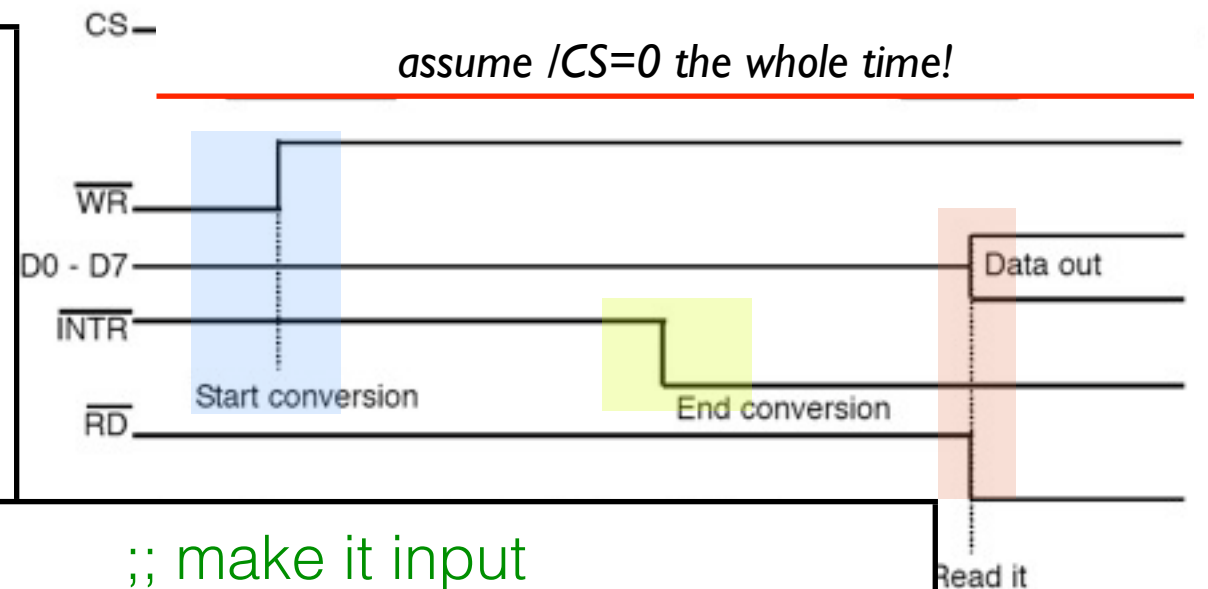 CS
assume /CS=0 the whole time!
WR
D0 - D7
Data out
INTR
Start conversion
End conversion
RD
;; make it input
Read it